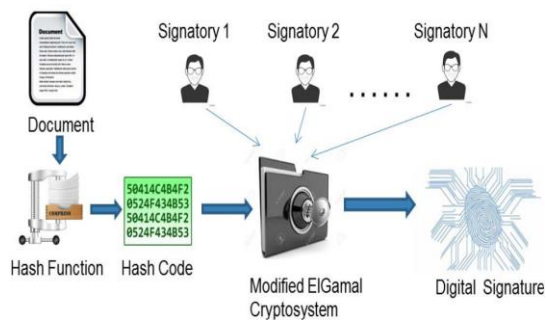 Signatory 1
Signatory 2
Signatory N
Document
Document
Hash Function
COMPRESS
50414C4B4F2
0524F434B53
50414C4B4F2
0524F434B53
Hash Code
Modified ElGamal
Cryptosystem
Digital Signature